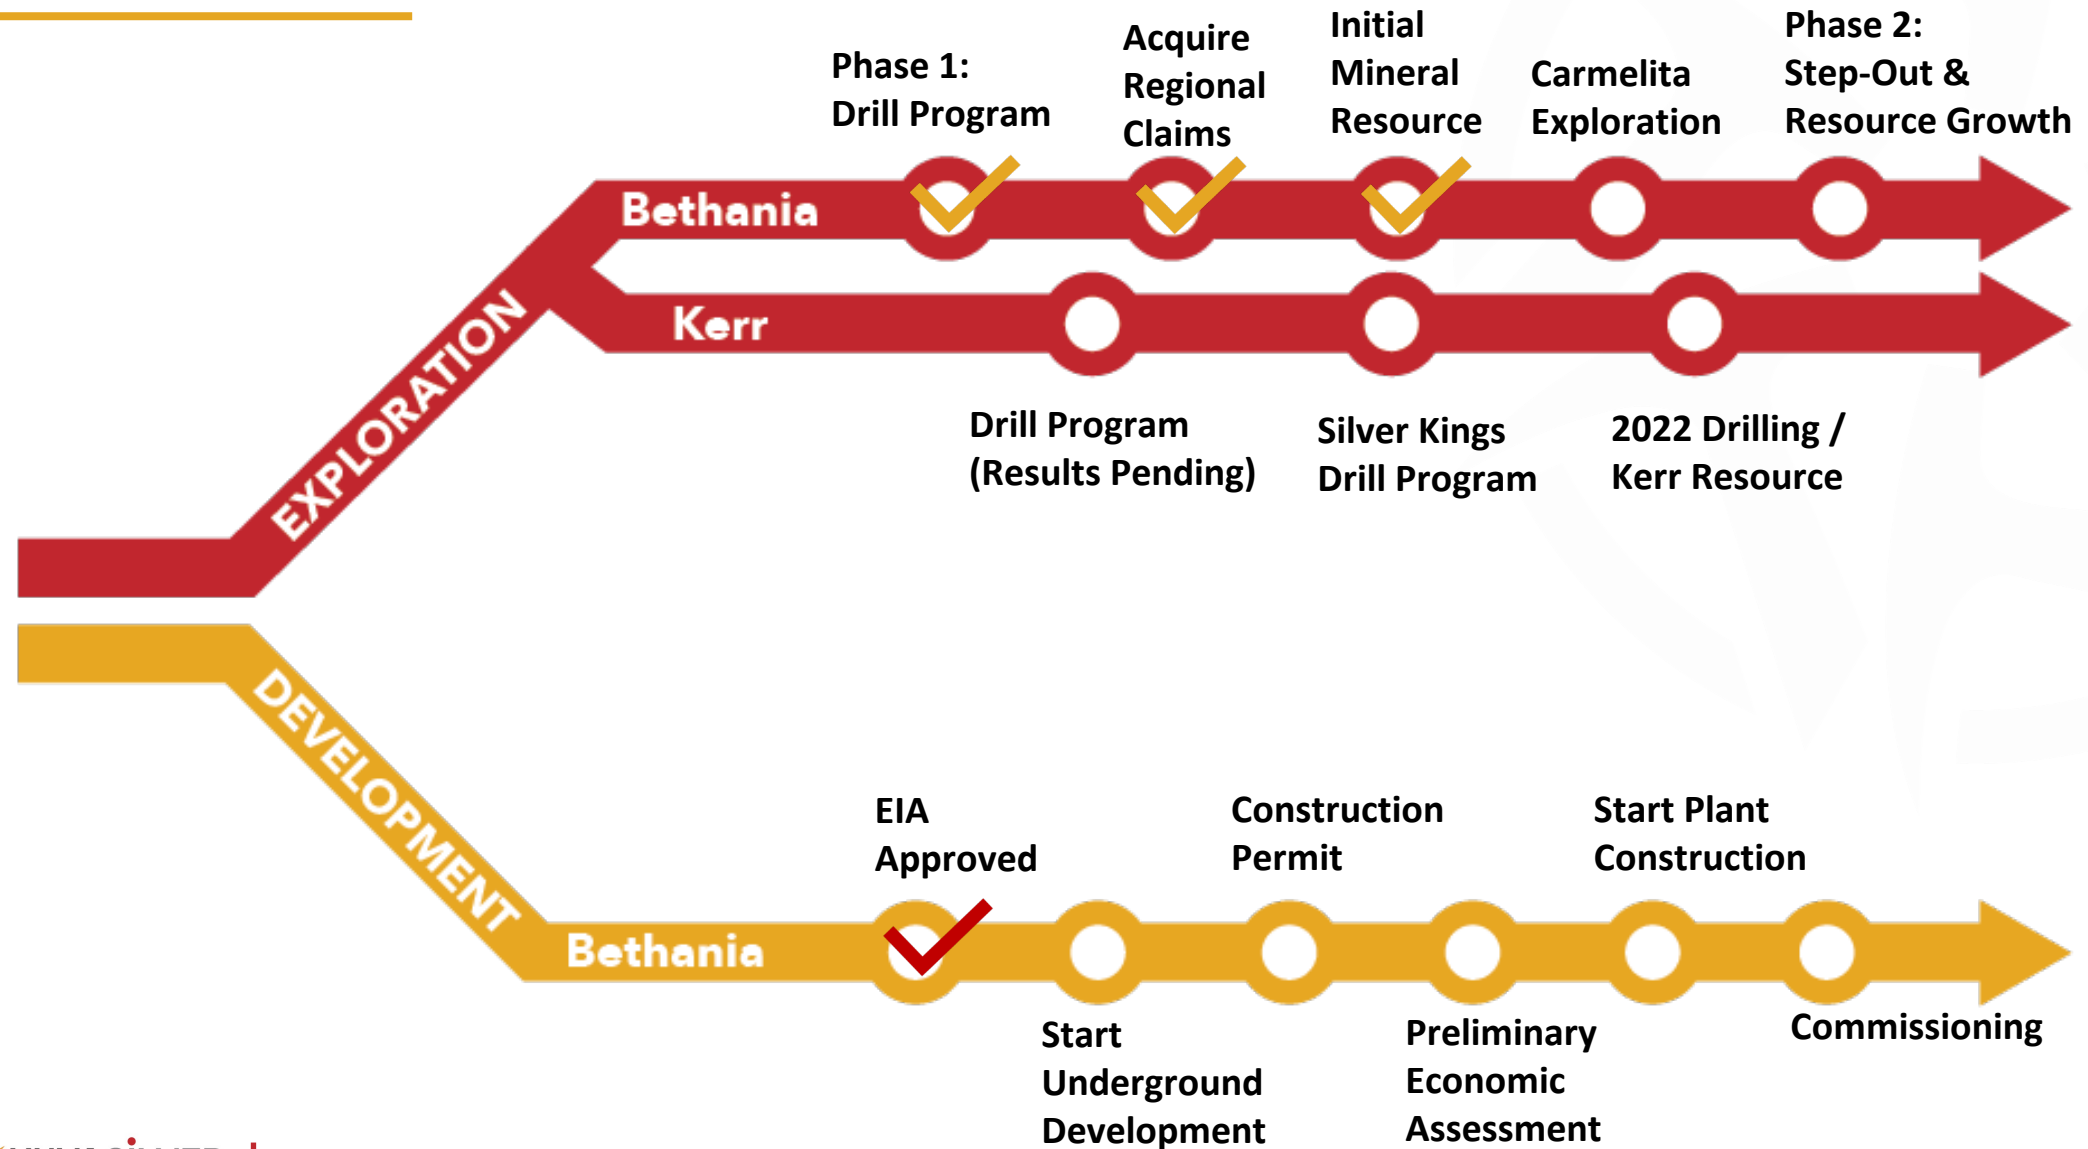 Phase 1:
Drill Program
Acquire
Regional
Claims
Initial
Mineral
Resource
Carmelita
Exploration
Phase 2:
Step-Out &
Resource Growth
Bethania
Kerr
EXPLORATION
Drill Program
(Results Pending)
Silver Kings
Drill Program
2022 Drilling /
Kerr Resource
DEVELOPMENT
EIA
Approved
Construction
Permit
Start Plant
Construction
Bethania
Start
Underground
Development
Preliminary
Economic
Assessment
Commissioning